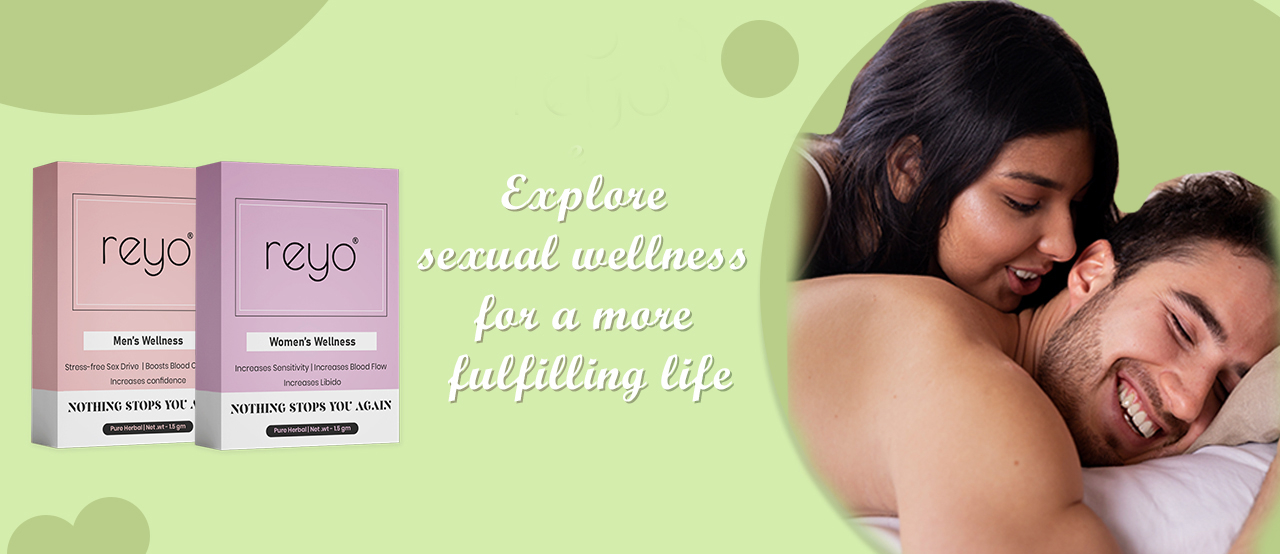 reyo®
Men's Wellness
Stress-free Sex Drive | Boosts Blood
Increases confidence
NOTHING STOPS YOU
Pure Herbal | Net .wt - 1.5 gm
reyo®
Women's Wellness
Increases Sensitivity | Increases Blood Flow
Increases Libido
NOTHING STOPS YOU AGAIN
Pure Herbal | Net .wt - 1.5 gm
Explore
sexual wellness
for a more
fulfilling life